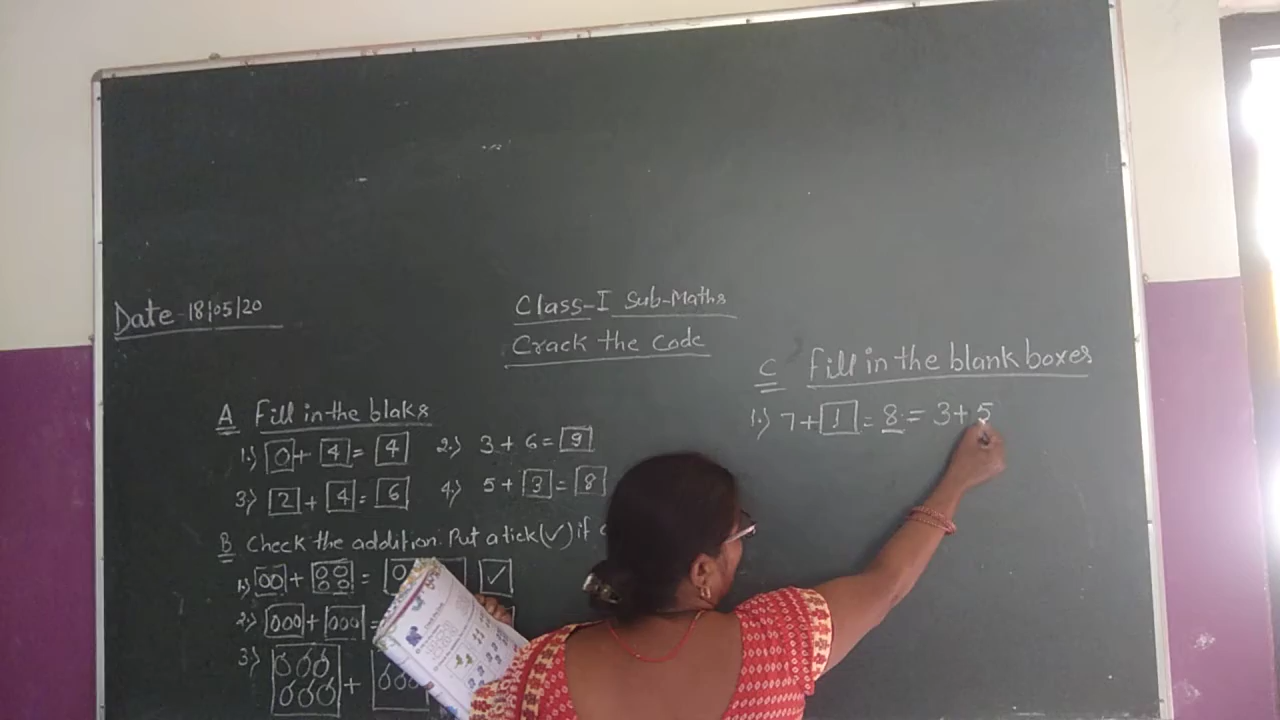 Date-18/05/20
Class-I Sub-Maths
Crack the Code
A Fill in the blaks
1.) 0 + 4 = 4 2.) 3 + 6 = 9
3.) 2 + 4 = 6 4.) 5 + 3 = 8
B Check the addition. Put a tick(✓) if
1.) + = ✓
2.) + =
3.) +
C Fill in the blank boxes
1.) 7 + 1 = 8 = 3 + 5